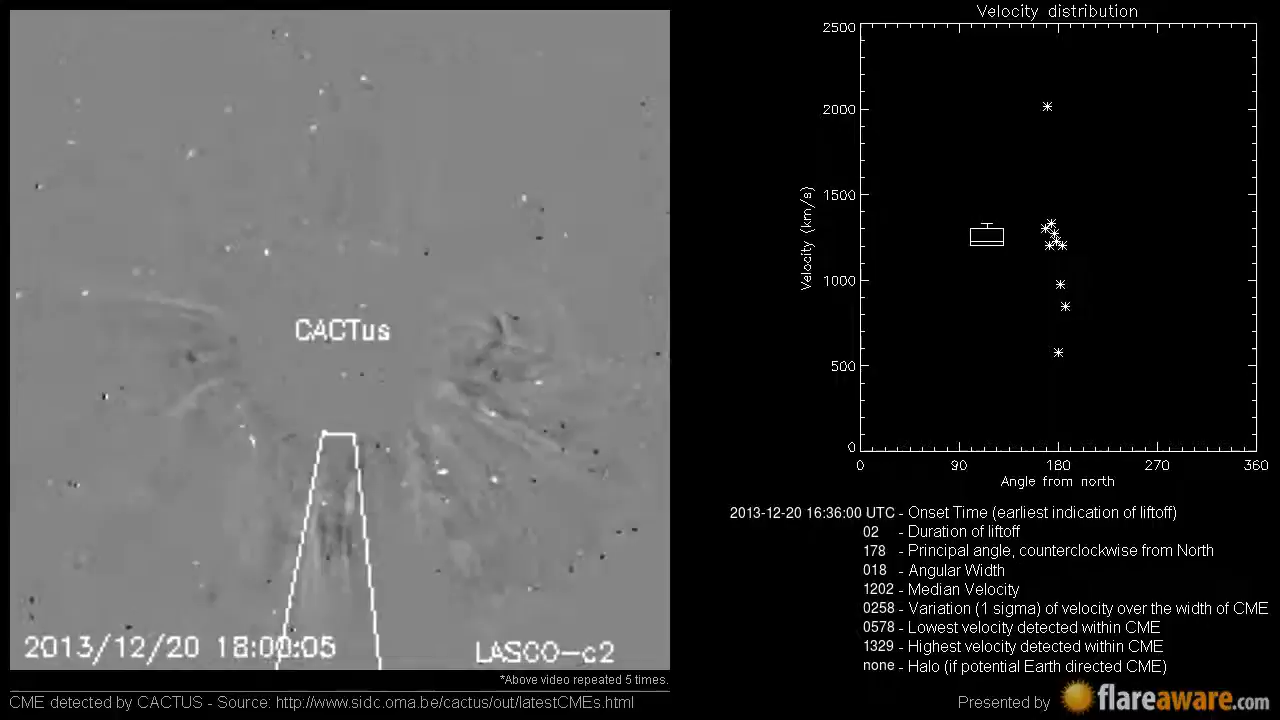 CACTus
2013/12/20 18:00:05
LASCO-c2
*Above video repeated 5 times.
CME detected by CACTUS - Source: http://www.sidc.oma.be/cactus/out/latestCMEs.html
Velocity distribution
Velocity (km/s)
2500
2000
1500
1000
500
0
0 90 180 270 360
Angle from north
2013-12-20 16:36:00 UTC - Onset Time (earliest indication of liftoff)
02 - Duration of liftoff
178 - Principal angle, counterclockwise from North
018 - Angular Width
1202 - Median Velocity
0258 - Variation (1 sigma) of velocity over the width of CME
0578 - Lowest velocity detected within CME
1329 - Highest velocity detected within CME
none - Halo (if potential Earth directed CME)
Presented by flareaware.com